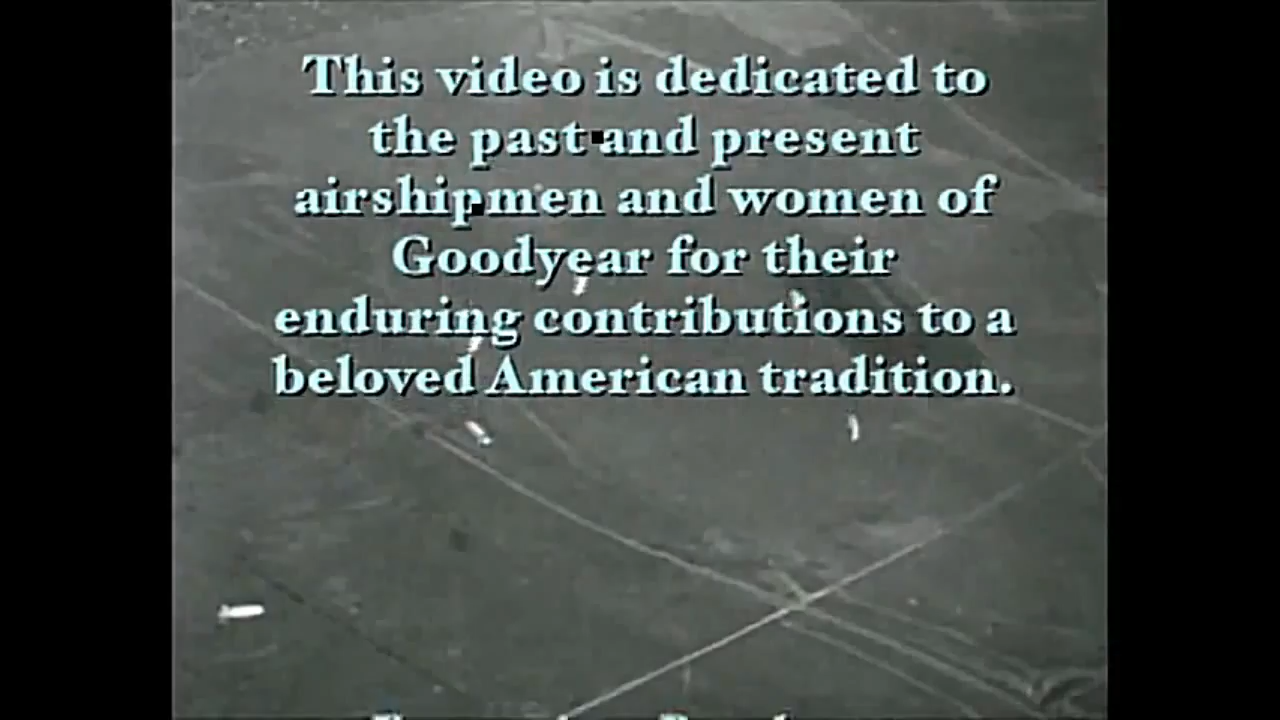 This video is dedicated to
the past and present
airshipmen and women of
Goodyear for their
enduring contributions to a
beloved American tradition.